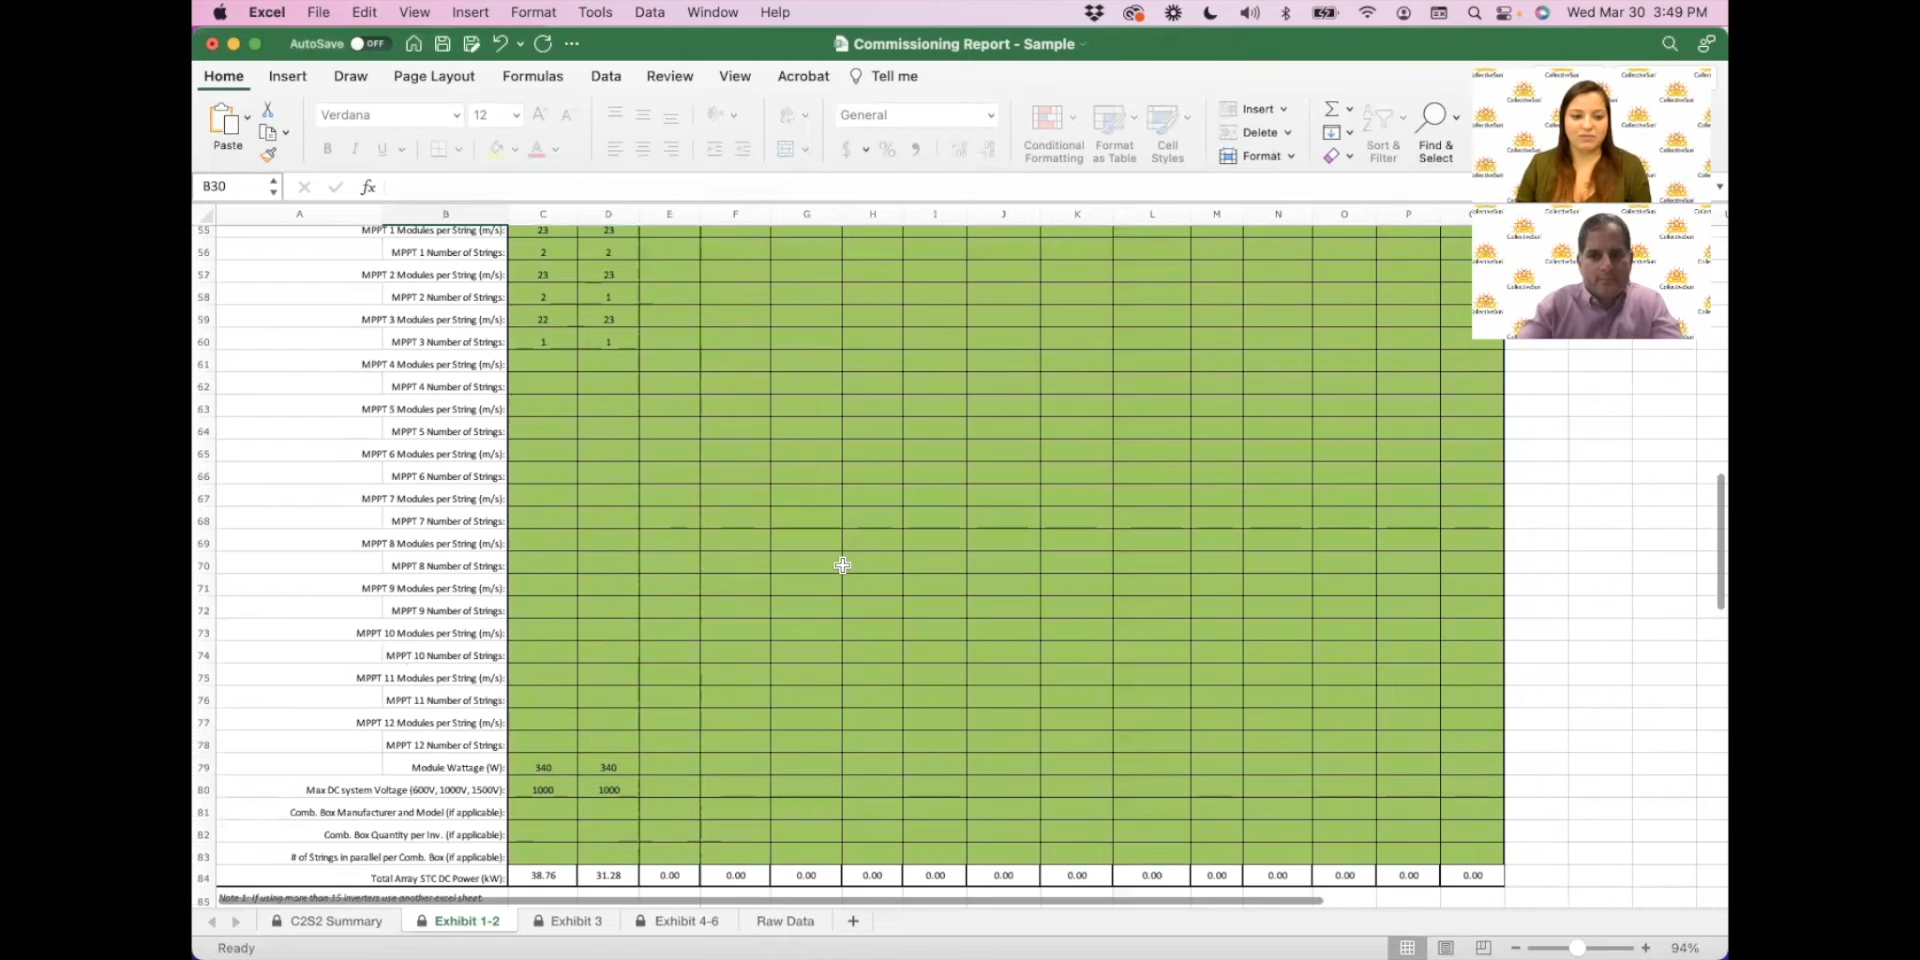 Excel File Edit View Insert Format Tools Data Window Help Wed Mar 30 3:49 PM
AutoSave OFF Commissioning Report - Sample
Home Insert Draw Page Layout Formulas Data Review View Acrobat Tell me
Paste Verdana 12 General Conditional Formatting Format as Table Cell Styles Insert Delete Format Sort & Filter Find & Select
B30 fx
A B C D E F G H I J K L M N O P
55 MPPT 1 Modules per String (m/s): 23 23
56 MPPT 1 Number of Strings: 2 2
57 MPPT 2 Modules per String (m/s): 23 23
58 MPPT 2 Number of Strings: 2 1
59 MPPT 3 Modules per String (m/s): 22 23
60 MPPT 3 Number of Strings: 1 1
61 MPPT 4 Modules per String (m/s):
62 MPPT 4 Number of Strings:
63 MPPT 5 Modules per String (m/s):
64 MPPT 5 Number of Strings:
65 MPPT 6 Modules per String (m/s):
66 MPPT 6 Number of Strings:
67 MPPT 7 Modules per String (m/s):
68 MPPT 7 Number of Strings:
69 MPPT 8 Modules per String (m/s):
70 MPPT 8 Number of Strings:
71 MPPT 9 Modules per String (m/s):
72 MPPT 9 Number of Strings:
73 MPPT 10 Modules per String (m/s):
74 MPPT 10 Number of Strings:
75 MPPT 11 Modules per String (m/s):
76 MPPT 11 Number of Strings:
77 MPPT 12 Modules per String (m/s):
78 MPPT 12 Number of Strings:
79 Module Wattage (W): 340 340
80 Max DC system Voltage (600V, 1000V, 1500V): 1000 1000
81 Comb. Box Manufacturer and Model (if applicable):
82 Comb. Box Quantity per Inv. (if applicable):
83 # of Strings in parallel per Comb. Box (if applicable):
84 Total Array STC DC Power (kW): 38.76 31.28 0.00 0.00 0.00 0.00 0.00 0.00 0.00 0.00 0.00 0.00 0.00 0.00 0.00
85 Note 1: If using more than 15 inverters use another excel sheet.
C2S2 Summary Exhibit 1-2 Exhibit 3 Exhibit 4-6 Raw Data
Ready 94%
CollectiveSun